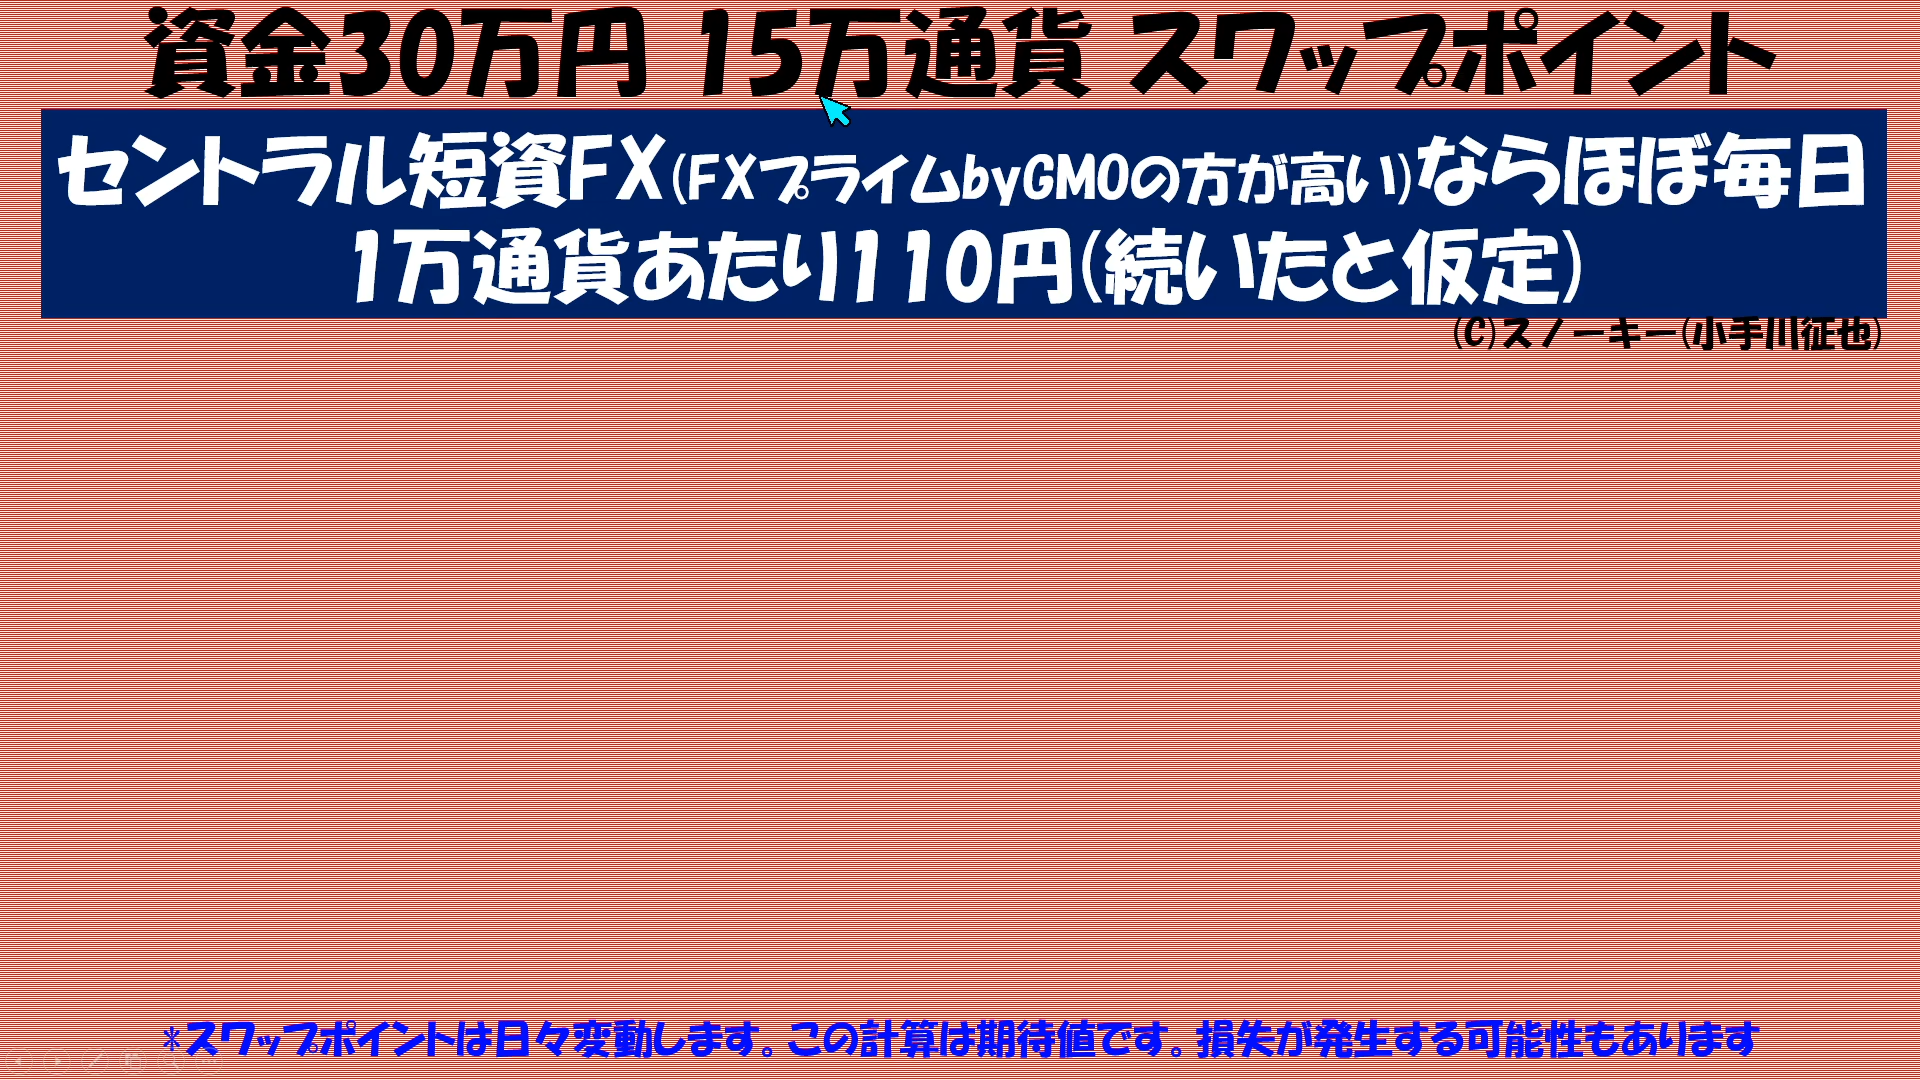 資金30万円 15万通貨 スワップポイント
セントラル短資FX(FXプライムbyGMOの方が高い)ならほぼ毎日
1万通貨あたり110円(続いたと仮定)
(C)スノーキー(小手川征也)
*スワップポイントは日々変動します。この計算は期待値です。損失が発生する可能性もあります